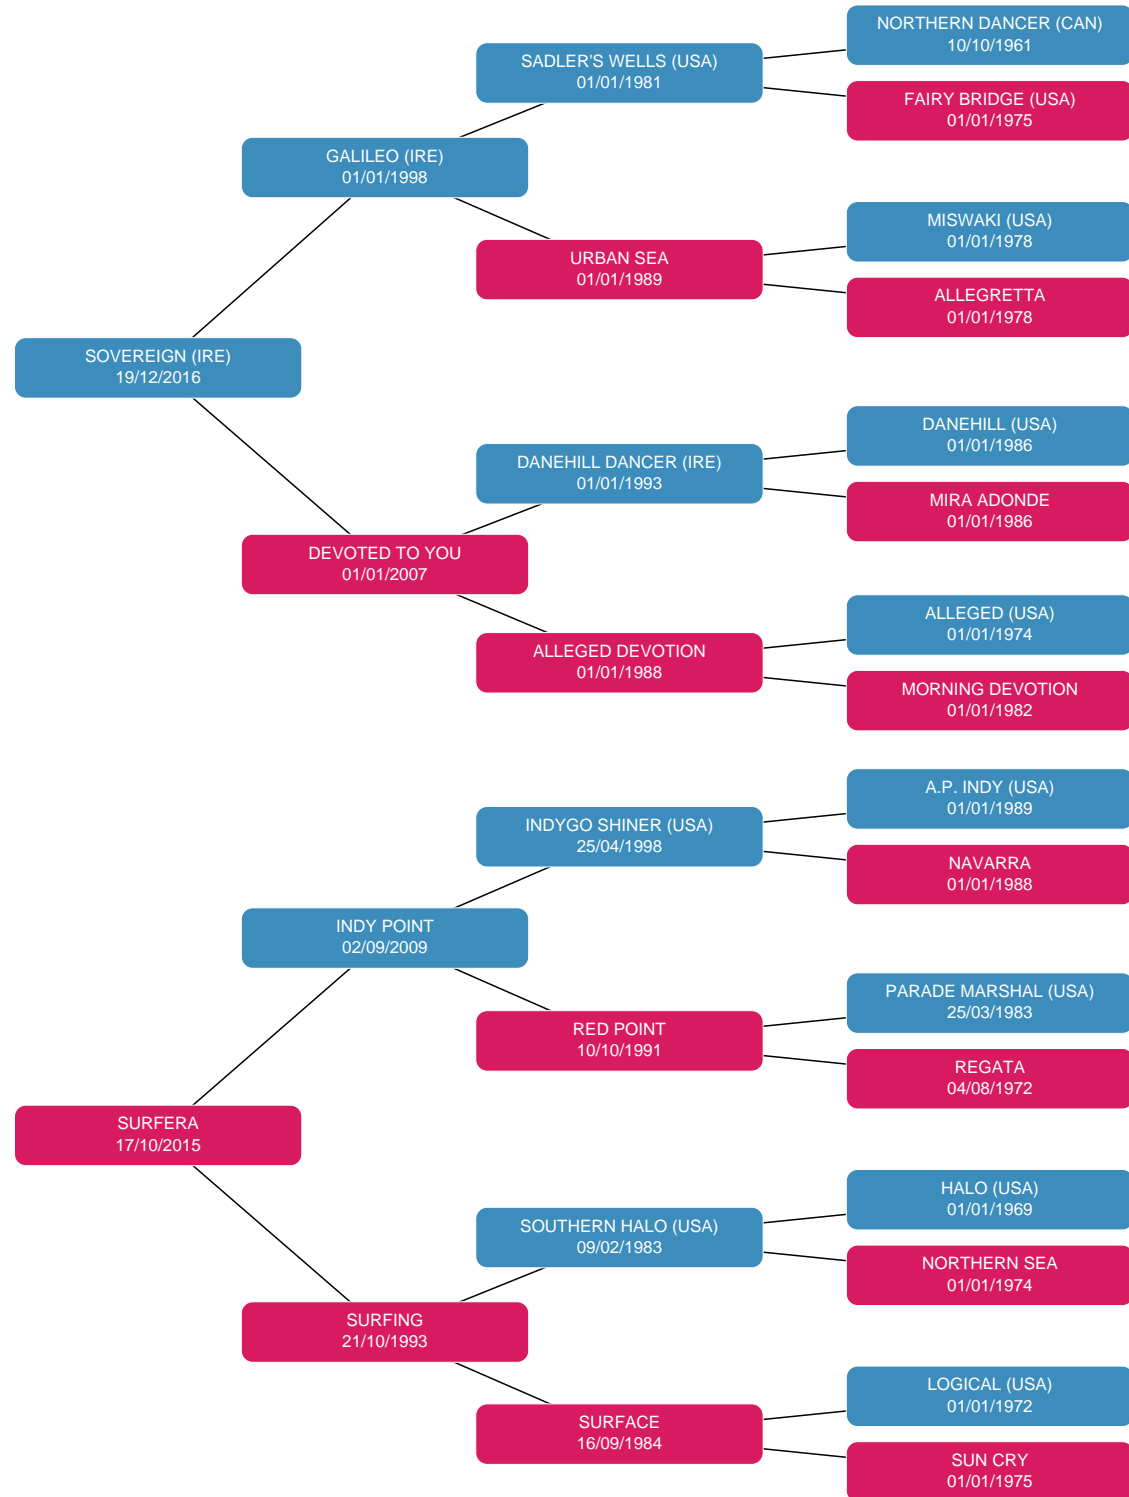 NORTHERN DANCER (CAN)
10/10/1961
SADLER'S WELLS (USA)
01/01/1981
FAIRY BRIDGE (USA)
01/01/1975
GALILEO (IRE)
01/01/1998
MISWAKI (USA)
01/01/1978
URBAN SEA
01/01/1989
ALLEGRETTA
01/01/1978
SOVEREIGN (IRE)
19/12/2016
DANEHILL (USA)
01/01/1986
DANEHILL DANCER (IRE)
01/01/1993
MIRA ADONDE
01/01/1986
DEVOTED TO YOU
01/01/2007
ALLEGED (USA)
01/01/1974
ALLEGED DEVOTION
01/01/1988
MORNING DEVOTION
01/01/1982
A.P. INDY (USA)
01/01/1989
INDYGO SHINER (USA)
25/04/1998
NAVARRA
01/01/1988
INDY POINT
02/09/2009
PARADE MARSHAL (USA)
25/03/1983
RED POINT
10/10/1991
REGATA
04/08/1972
SURFERA
17/10/2015
HALO (USA)
01/01/1969
SOUTHERN HALO (USA)
09/02/1983
NORTHERN SEA
01/01/1974
SURFING
21/10/1993
LOGICAL (USA)
01/01/1972
SURFACE
16/09/1984
SUN CRY
01/01/1975